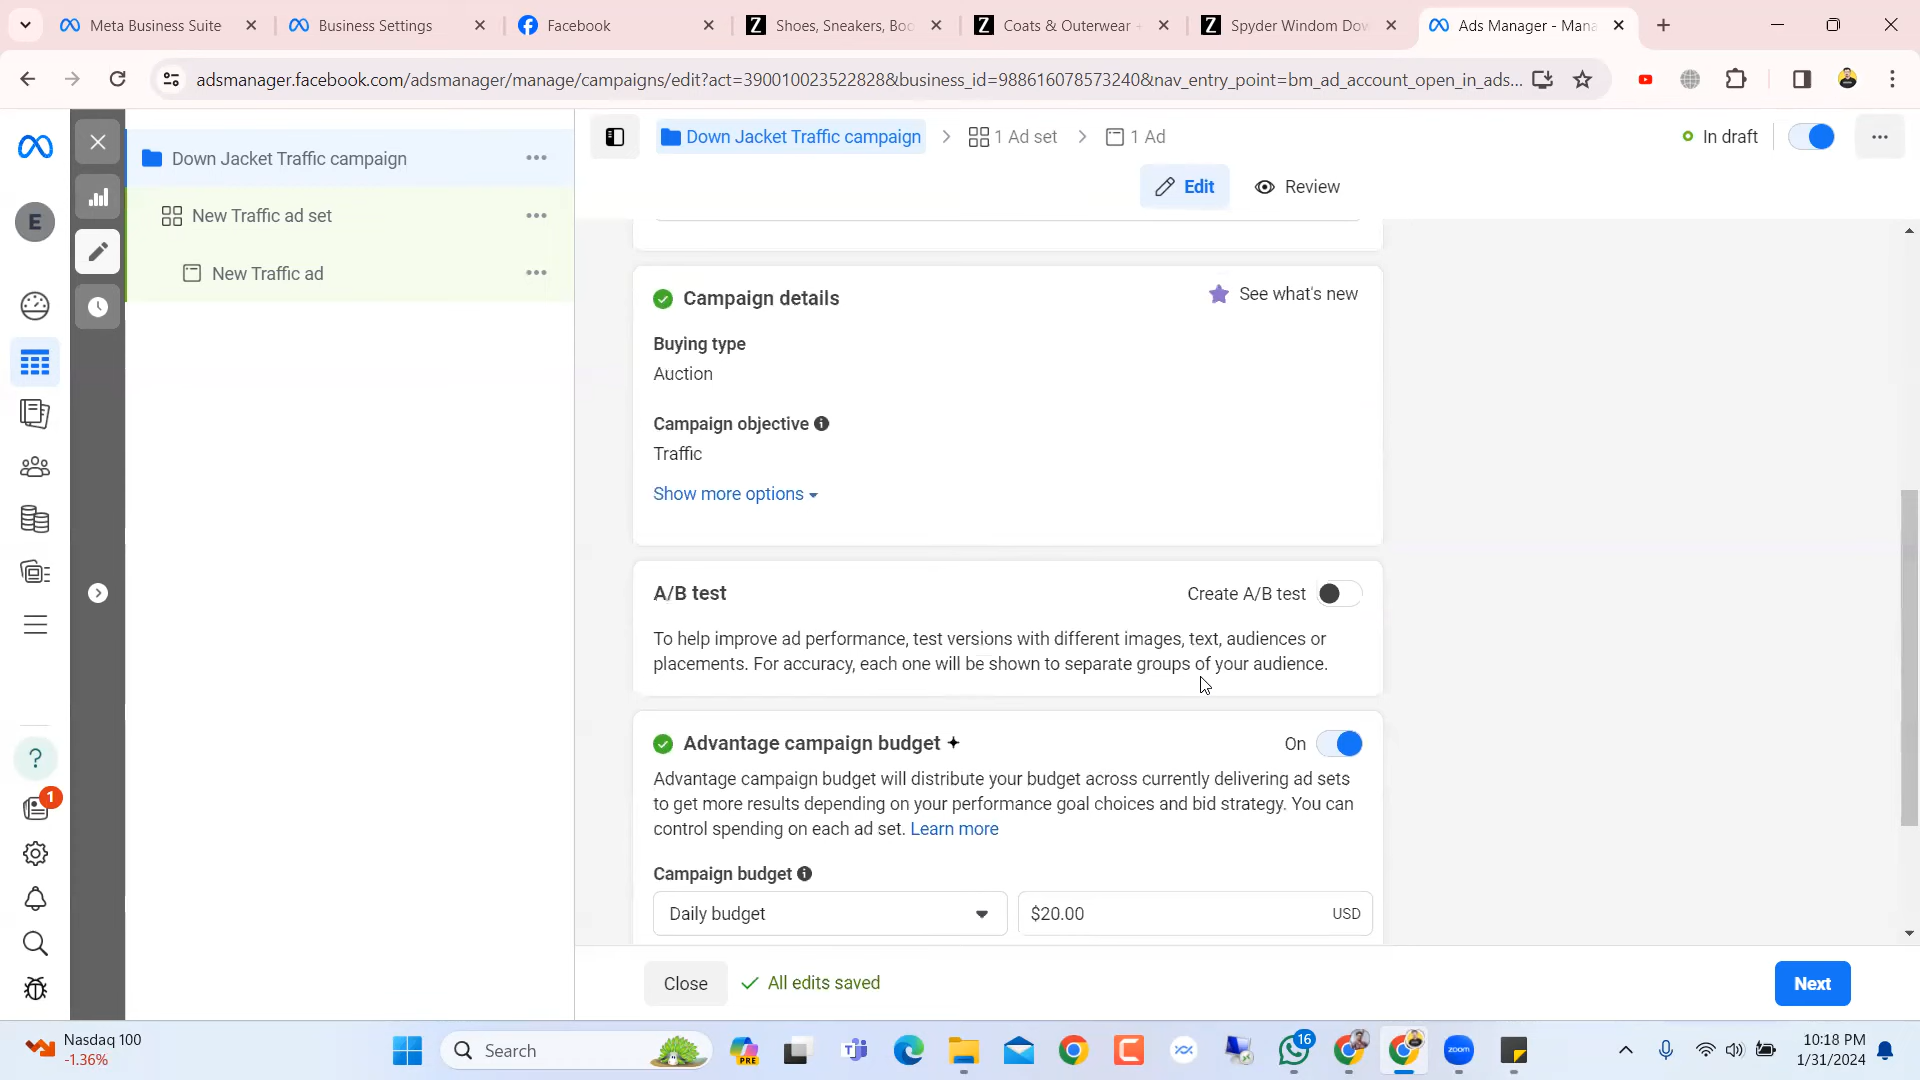 Meta Business Suite
Business Settings
Facebook
Shoes, Sneakers, Boo
Coats & Outerwear +
Spyder Windom Dov
Ads Manager - Mana
adsmanager.facebook.com/adsmanager/manage/campaigns/edit?act=390010023522828&business_id=988616078573240&nav_entry_point=bm_ad_account_open_in_ads...
Down Jacket Traffic campaign
New Traffic ad set
New Traffic ad
E
?
1
Down Jacket Traffic campaign > 1 Ad set > 1 Ad
In draft
Edit
Review
Campaign details
See what's new
Buying type
Auction
Campaign objective
Traffic
Show more options
A/B test
Create A/B test
To help improve ad performance, test versions with different images, text, audiences or
placements. For accuracy, each one will be shown to separate groups of your audience.
Advantage campaign budget
On
Advantage campaign budget will distribute your budget across currently delivering ad sets
to get more results depending on your performance goal choices and bid strategy. You can
control spending on each ad set. Learn more
Campaign budget
Daily budget
$20.00
USD
Close
All edits saved
Next
Nasdaq 100
-1.36%
Search
PRE
16
zoom
10:18 PM
1/31/2024